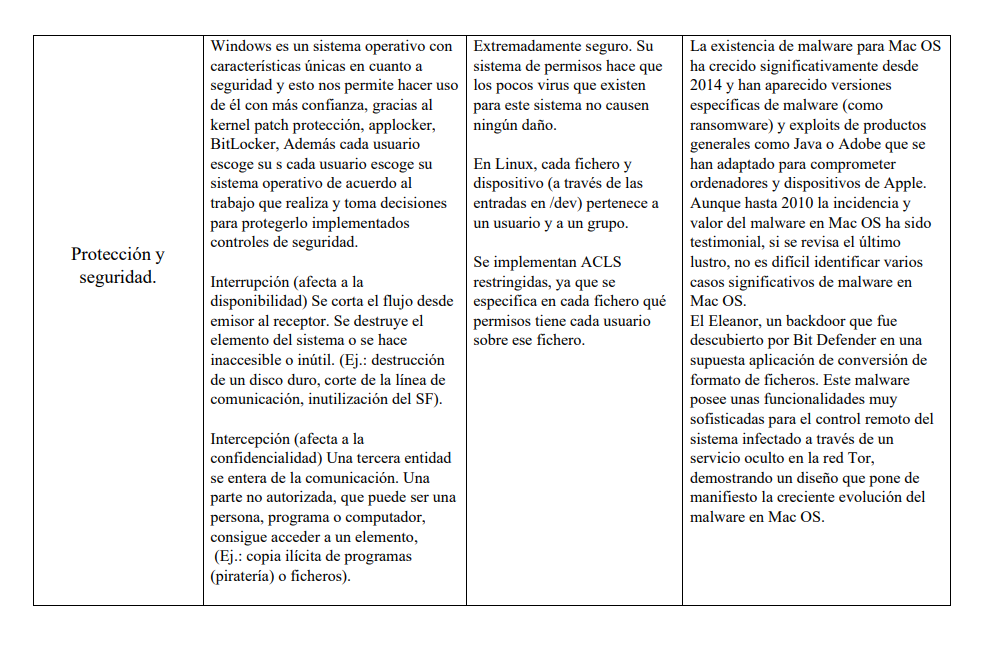 Protección y
seguridad.
Windows es un sistema operativo con
características únicas en cuanto a
seguridad y esto nos permite hacer uso
de él con más confianza, gracias al
kernel patch protección, applocker,
BitLocker, Además cada usuario
escoge su s cada usuario escoge su
sistema operativo de acuerdo al
trabajo que realiza y toma decisiones
para protegerlo implementados
controles de seguridad.
Interrupción (afecta a la
disponibilidad) Se corta el flujo desde
emisor al receptor. Se destruye el
elemento del sistema o se hace
inaccesible o inútil. (Ej.: destrucción
de un disco duro, corte de la línea de
comunicación, inutilización del SF).
Intercepción (afecta a la
confidencialidad) Una tercera entidad
se entera de la comunicación. Una
parte no autorizada, que puede ser una
persona, programa o computador,
consigue acceder a un elemento,
(Ej.: copia ilícita de programas
(piratería) o ficheros).
Extremadamente seguro. Su
sistema de permisos hace que
los pocos virus que existen
para este sistema no causen
ningún daño.
En Linux, cada fichero y
dispositivo (a través de las
entradas en /dev) pertenece a
un usuario y a un grupo.
Se implementan ACLS
restringidas, ya que se
especifica en cada fichero qué
permisos tiene cada usuario
sobre ese fichero.
La existencia de malware para Mac OS
ha crecido significativamente desde
2014 y han aparecido versiones
específicas de malware (como
ransomware) y exploits de productos
generales como Java o Adobe que se
han adaptado para comprometer
ordenadores y dispositivos de Apple.
Aunque hasta 2010 la incidencia y
valor del malware en Mac OS ha sido
testimonial, si se revisa el último
lustro, no es difícil identificar varios
casos significativos de malware en
Mac OS.
El Eleanor, un backdoor que fue
descubierto por Bit Defender en una
supuesta aplicación de conversión de
formato de ficheros. Este malware
posee unas funcionalidades muy
sofisticadas para el control remoto del
sistema infectado a través de un
servicio oculto en la red Tor,
demostrando un diseño que pone de
manifiesto la creciente evolución del
malware en Mac OS.